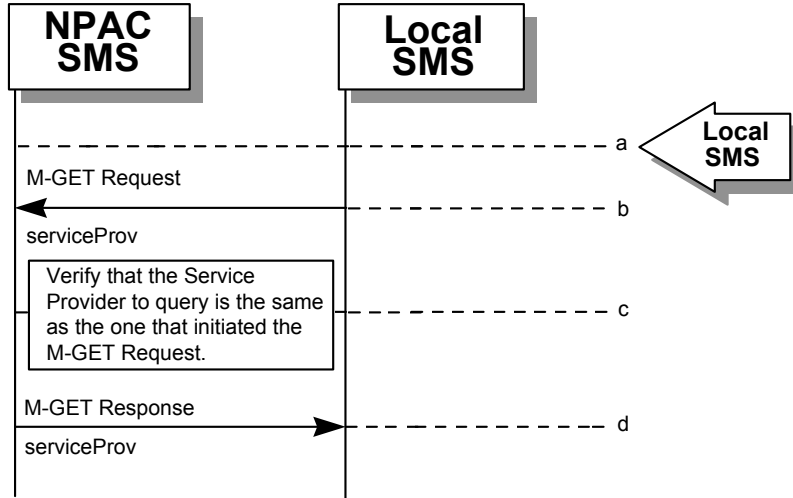 NPAC
SMS
Local
SMS
a
Local
SMS
M-GET Request
b
serviceProv
Verify that the Service
Provider to query is the same
as the one that initiated the
M-GET Request.
c
M-GET Response
d
serviceProv